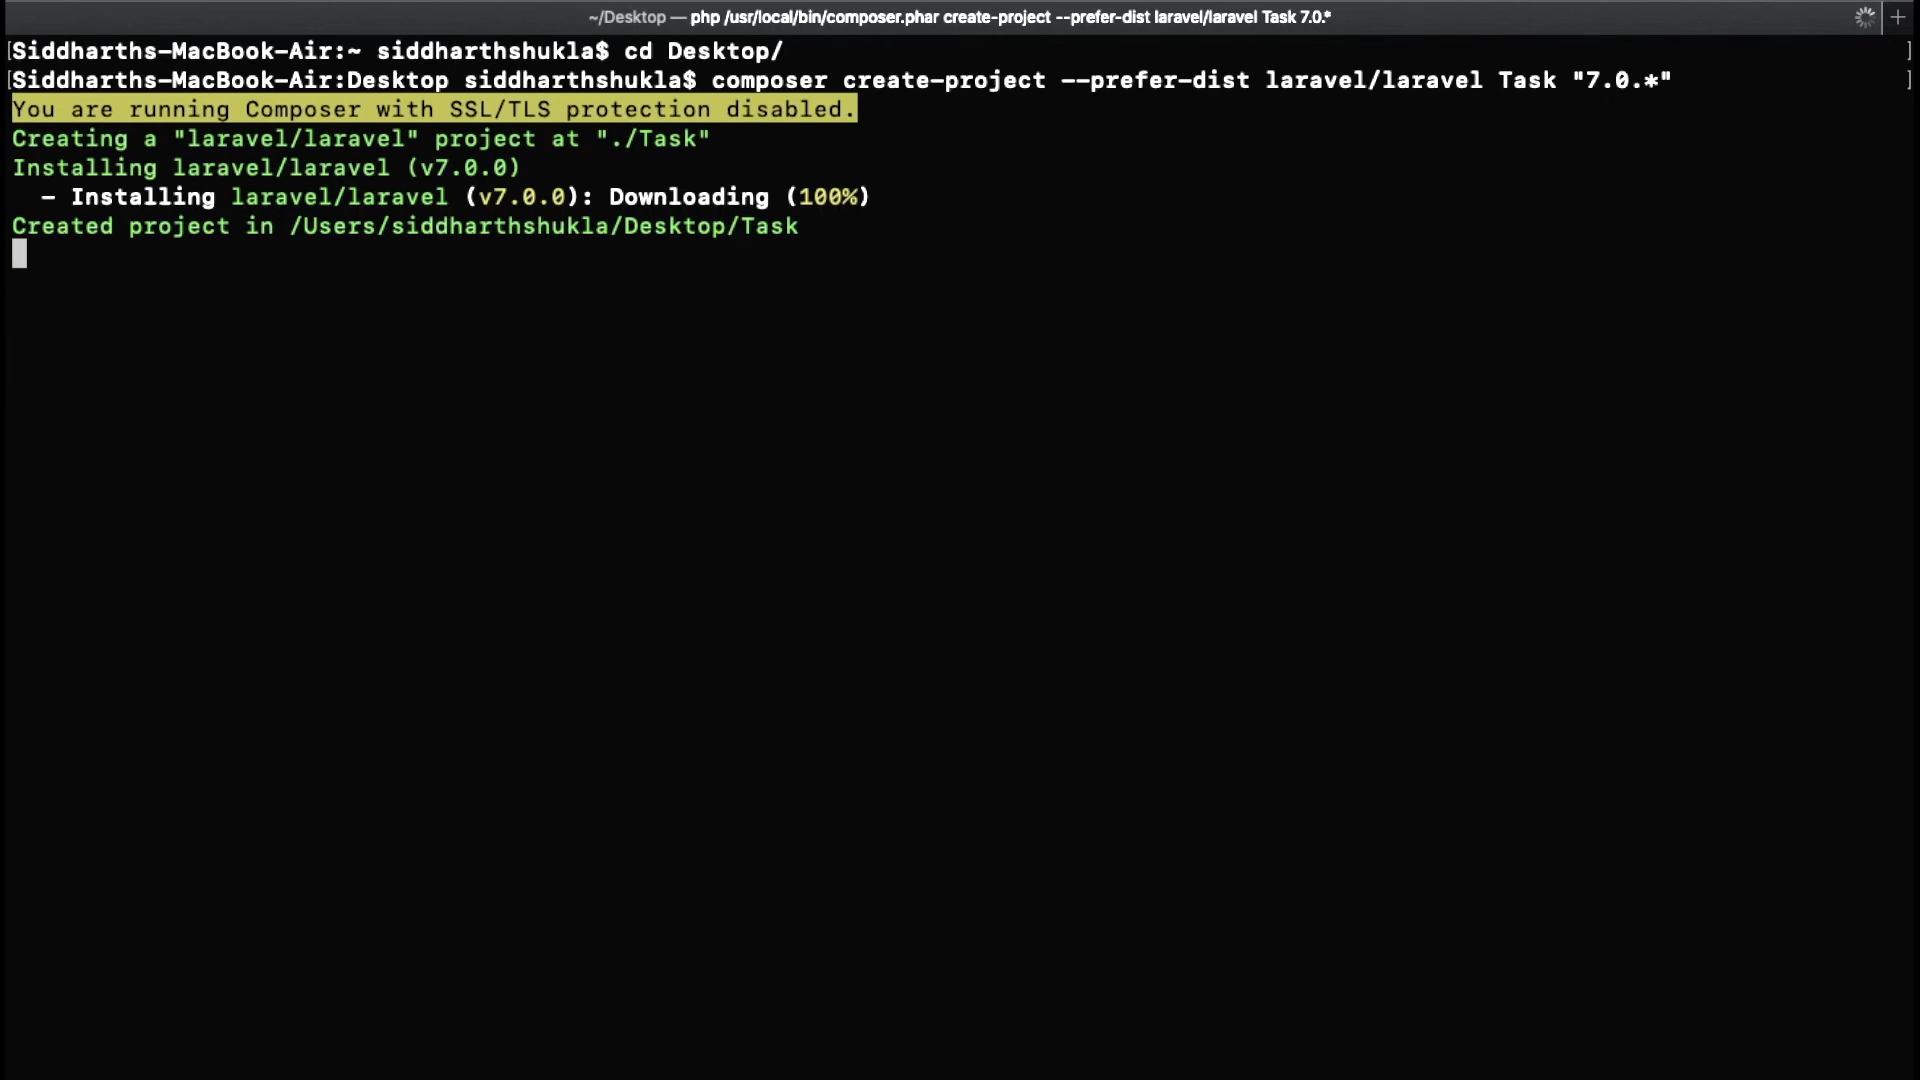 ~/Desktop — php /usr/local/bin/composer.phar create-project --prefer-dist laravel/laravel Task 7.0.*
[Siddharths-MacBook-Air:~ siddharthshukla$ cd Desktop/ ]
[Siddharths-MacBook-Air:Desktop siddharthshukla$ composer create-project --prefer-dist laravel/laravel Task "7.0.*" ]
You are running Composer with SSL/TLS protection disabled.
Creating a "laravel/laravel" project at "./Task"
Installing laravel/laravel (v7.0.0)
  - Installing laravel/laravel (v7.0.0): Downloading (100%)
Created project in /Users/siddharthshukla/Desktop/Task